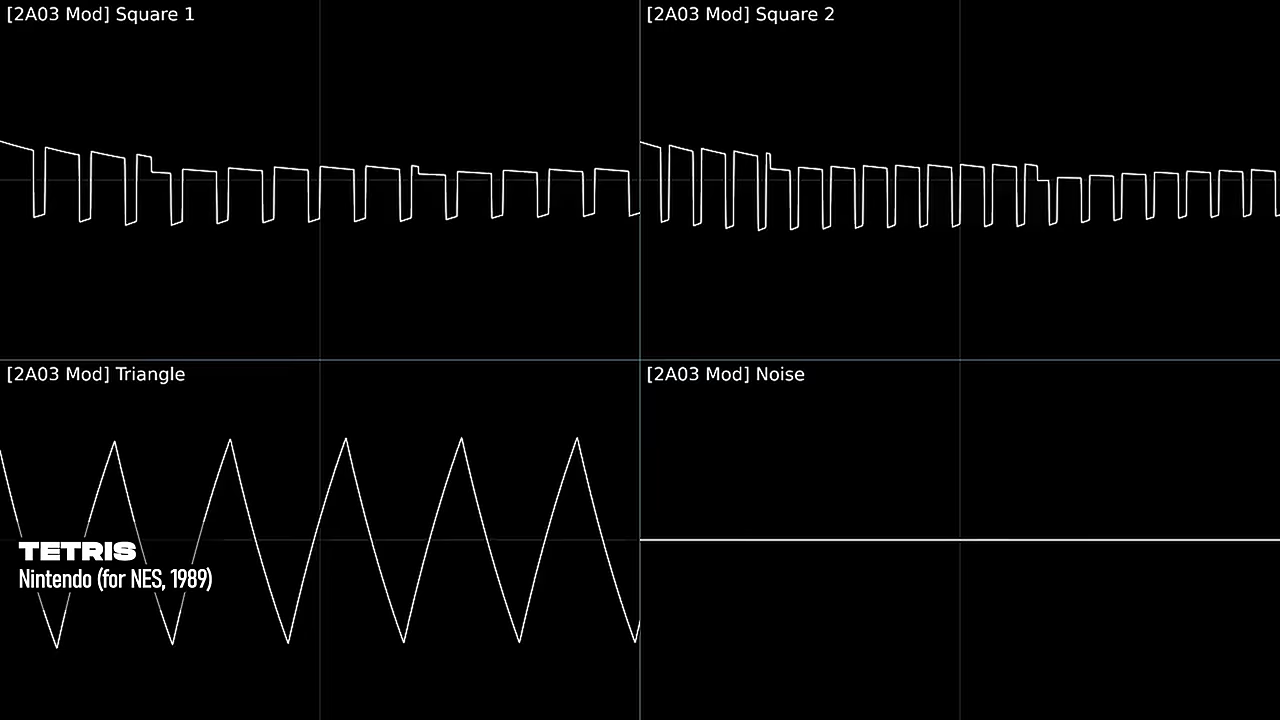 [2A03 Mod] Square 1
[2A03 Mod] Square 2
[2A03 Mod] Triangle
[2A03 Mod] Noise
TETRIS
Nintendo (for NES, 1989)